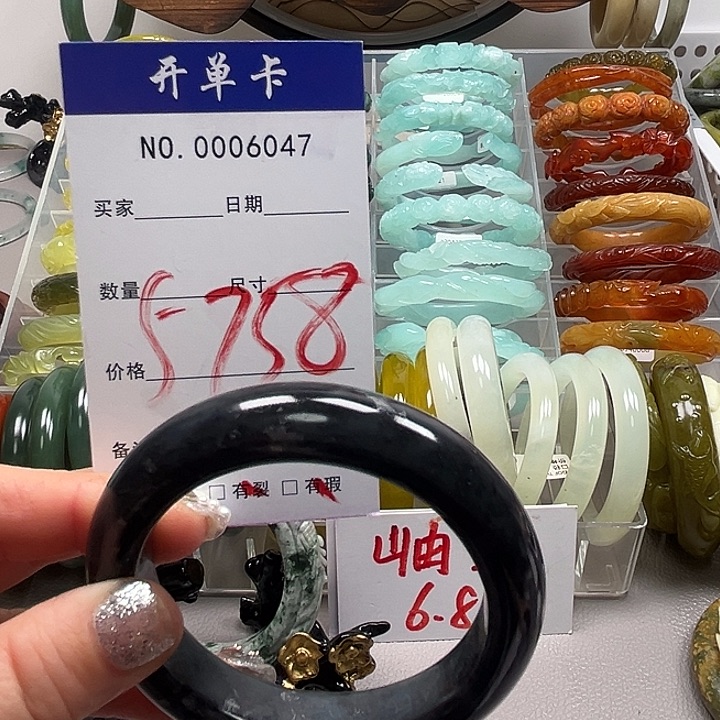 开单卡
NO. 0006047
买家 日期
数量 尺寸
5-758
价格
备
□有裂 □有瑕
6-8